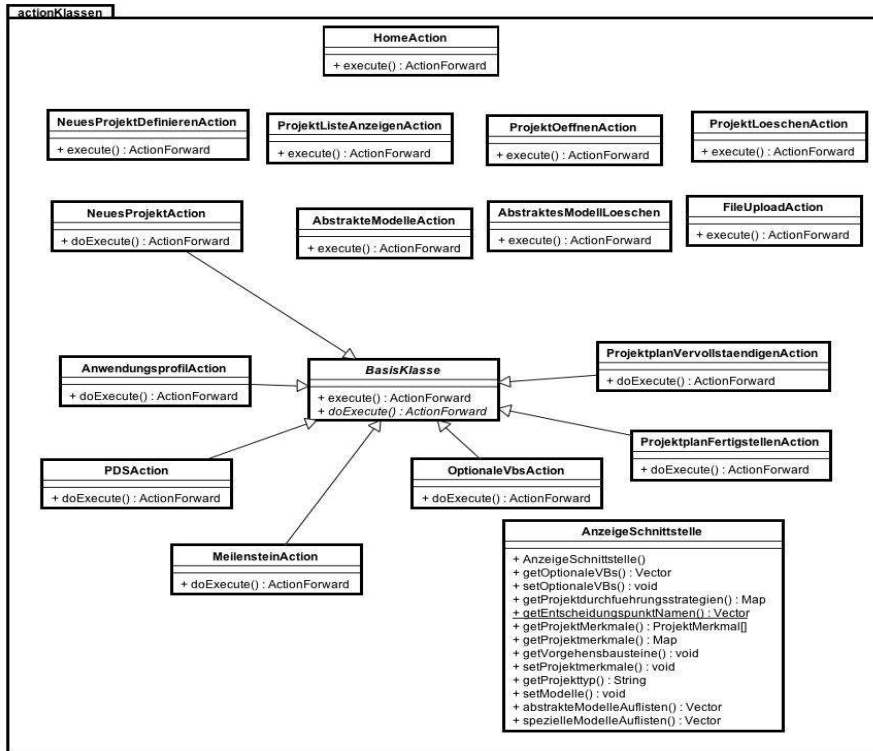 actionKlassen
HomeAction
+ execute() : ActionForward
NeuesProjektDefinierenAction
+ execute() : ActionForward
ProjektListeAnzeigenAction
+ execute() : ActionForward
ProjektOeffnenAction
+ execute() : ActionForward
ProjektLoeschenAction
+ execute() : ActionForward
NeuesProjektAction
+ doExecute() : ActionForward
AbstrakteModelleAction
+ execute() : ActionForward
AbstraktesModellLoeschen
+ execute() : ActionForward
FileUploadAction
+ execute() : ActionForward
AnwendungsprofilAction
+ doExecute() : ActionForward
BasisKlasse
+ execute() : ActionForward
+ doExecute() : ActionForward
ProjektplanVervollstaendigenAction
+ doExecute() : ActionForward
PDSAction
+ doExecute() : ActionForward
OptionaleVbsAction
+ doExecute() : ActionForward
ProjektplanFertigstellenAction
+ doExecute() : ActionForward
MeilensteinAction
+ doExecute() : ActionForward
AnzeigeSchnittstelle
+ AnzeigeSchnittstelle()
+ getOptionaleVBs() : Vector
+ setOptionaleVBs() : void
+ getProjektdurchfuehrungsstrategien() : Map
+ getEntscheidungspunktNamen() : Vector
+ getProjektMerkmale() : ProjektMerkmal[]
+ getProjektmerkmale() : Map
+ getVorgehensbausteine() : void
+ setProjektmerkmale() : void
+ getProjekttyp() : String
+ setModelle() : void
+ abstrakteModelleAuflisten() : Vector
+ spezielleModelleAuflisten() : Vector